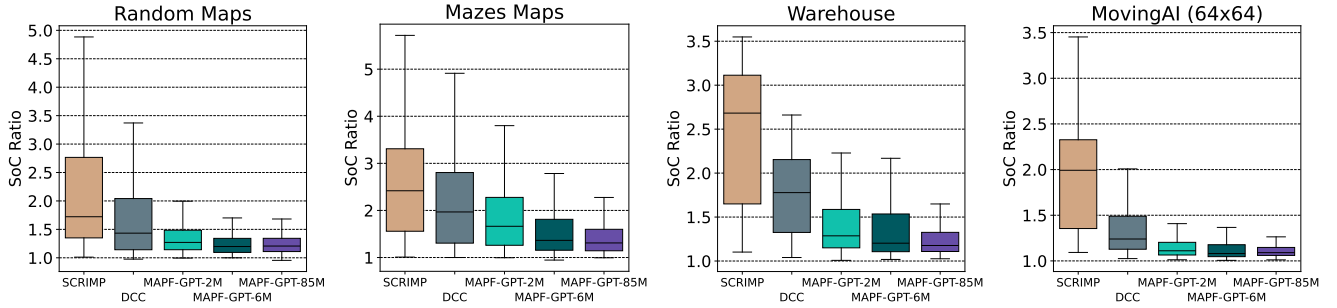 Random Maps
SoC Ratio
5.0
4.5
4.0
3.5
3.0
2.5
2.0
1.5
1.0
SCRIMP MAPF-GPT-2M MAPF-GPT-85M
DCC MAPF-GPT-6M
Mazes Maps
SoC Ratio
5
4
3
2
1
SCRIMP MAPF-GPT-2M MAPF-GPT-85M
DCC MAPF-GPT-6M
Warehouse
SoC Ratio
3.5
3.0
2.5
2.0
1.5
1.0
SCRIMP MAPF-GPT-2M MAPF-GPT-85M
DCC MAPF-GPT-6M
MovingAI (64x64)
SoC Ratio
3.5
3.0
2.5
2.0
1.5
1.0
SCRIMP MAPF-GPT-2M MAPF-GPT-85M
DCC MAPF-GPT-6M